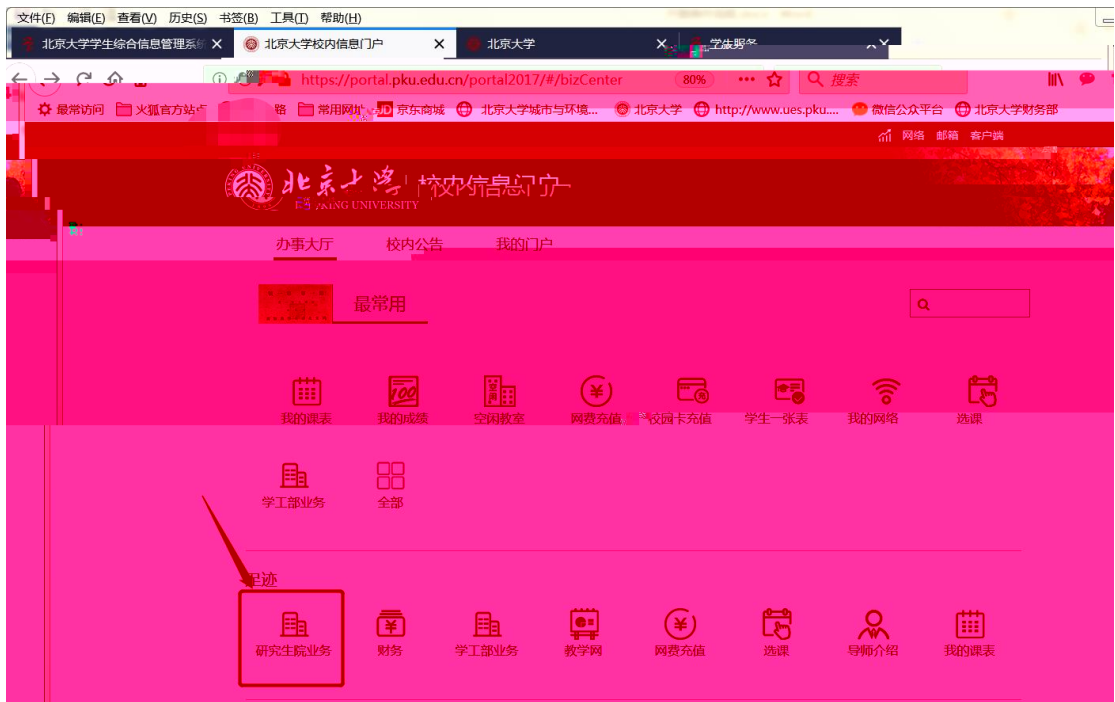 文件(F) 编辑(E) 查看(V) 历史(S) 书签(B) 工具(T) 帮助(H)
北京大学学生综合信息管理系统 北京大学校内信息门户 北京大学
https://portal.pku.edu.cn/portal2017/#/bizCenter 80% 搜索
最常访问 火狐官方站点 常用网址 JD 京东商城 北京大学城市与环境... 北京大学 http://www.ues.pku.... 微信公众平台 北京大学财务部
网络 邮箱 客户端
北京大学 校内信息门户
UNIVERSITY
办事大厅 校内公告 我的门户
最常用
我的课表 我的成绩 空闲教室 网费充值 校园卡充值 学生一张表 我的网络 选课
学工部业务 全部
足迹
研究生院业务 财务 学工部业务 教学网 网费充值 选课 导师介绍 我的课表